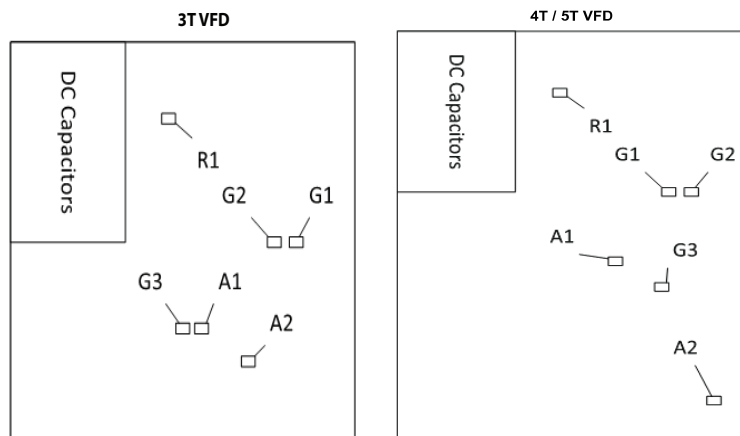 3T VFD
DC Capacitors
R1
G2
G1
G3
A1
A2
4T / 5T VFD
DC Capacitors
R1
G1
G2
A1
G3
A2